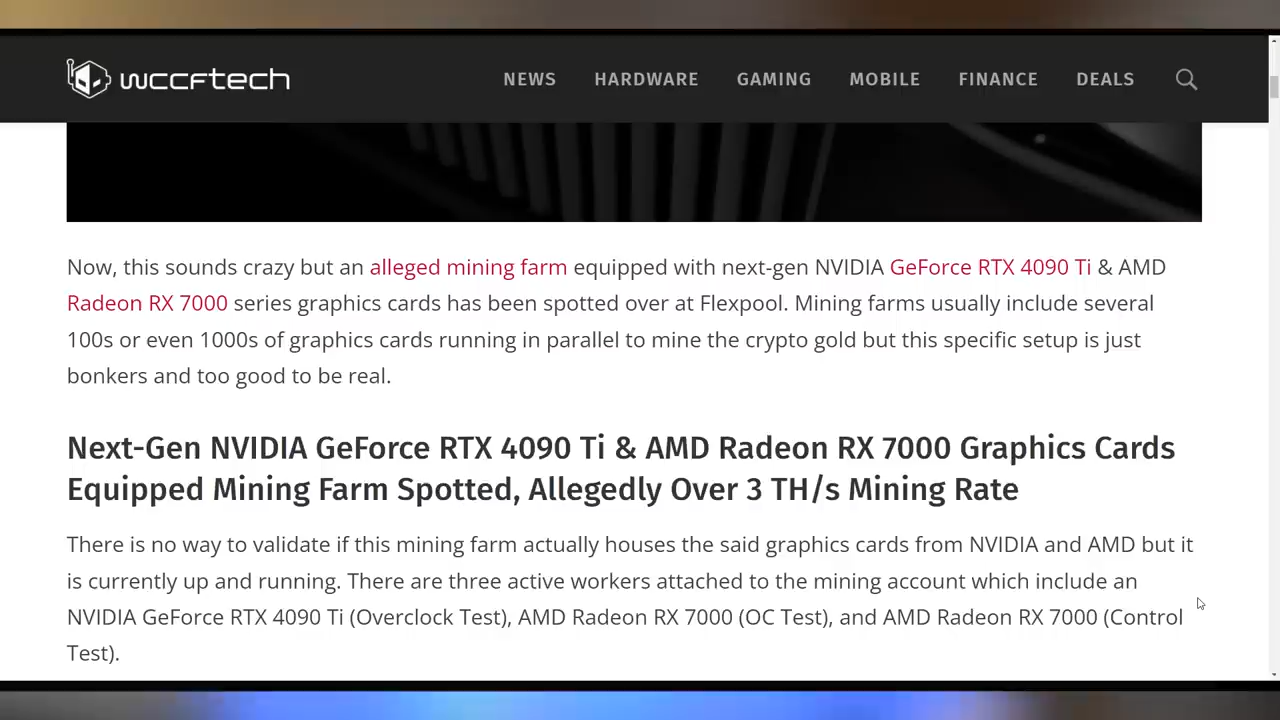 wccftech NEWS HARDWARE GAMING MOBILE FINANCE DEALS
Now, this sounds crazy but an alleged mining farm equipped with next-gen NVIDIA GeForce RTX 4090 Ti & AMD
Radeon RX 7000 series graphics cards has been spotted over at Flexpool. Mining farms usually include several
100s or even 1000s of graphics cards running in parallel to mine the crypto gold but this specific setup is just
bonkers and too good to be real.
Next-Gen NVIDIA GeForce RTX 4090 Ti & AMD Radeon RX 7000 Graphics Cards
Equipped Mining Farm Spotted, Allegedly Over 3 TH/s Mining Rate
There is no way to validate if this mining farm actually houses the said graphics cards from NVIDIA and AMD but it
is currently up and running. There are three active workers attached to the mining account which include an
NVIDIA GeForce RTX 4090 Ti (Overclock Test), AMD Radeon RX 7000 (OC Test), and AMD Radeon RX 7000 (Control
Test).